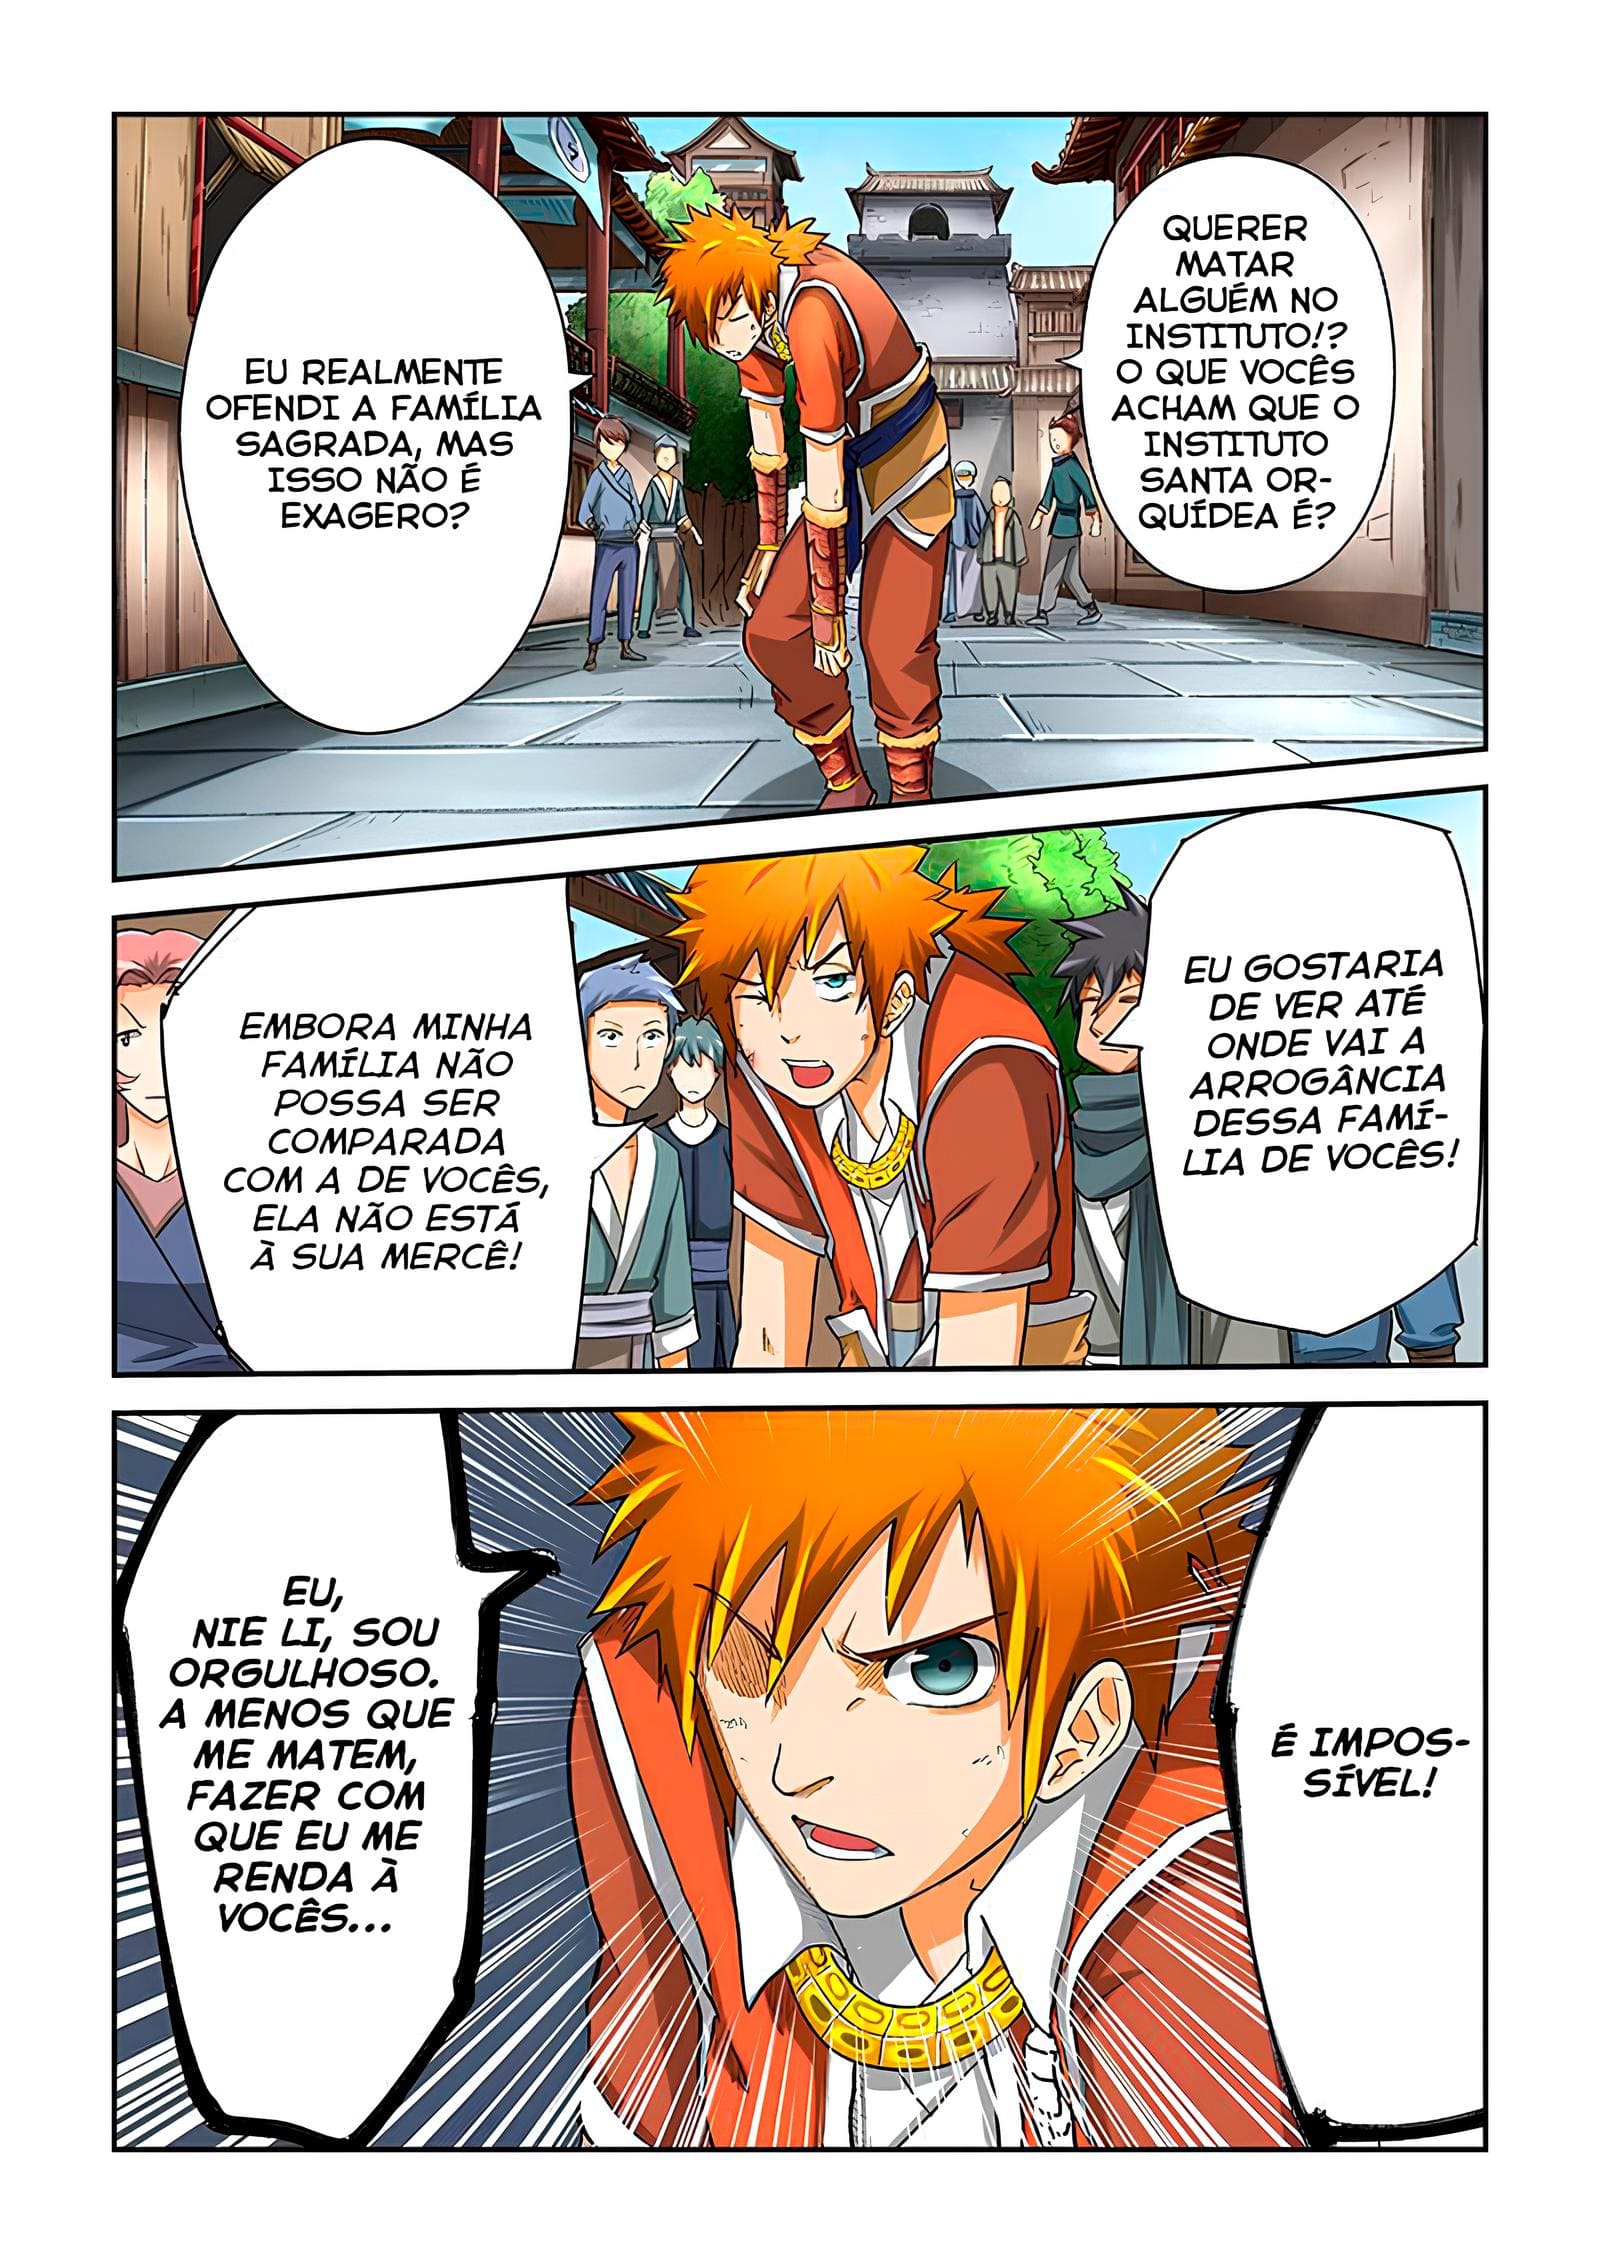 EU REALMENTE
OFENDI A FAMÍLIA
SAGRADA, MAS
ISSO NÃO É
EXAGERO?
QUERER
MATAR
ALGUÉM NO
INSTITUTO!?
O QUE VOCÊS
ACHAM QUE O
INSTITUTO
SANTA OR-
QUÍDEA É?
EMBORA MINHA
FAMÍLIA NÃO
POSSA SER
COMPARADA
COM A DE VOCÊS,
ELA NÃO ESTÁ
À SUA MERCÊ!
EU GOSTARIA
DE VER ATÉ
ONDE VAI A
ARROGÂNCIA
DESSA FAMÍ-
LIA DE VOCÊS!
EU,
NIE LI, SOU
ORGULHOSO.
A MENOS QUE
ME MATEM,
FAZER COM
QUE EU ME
RENDA À
VOCÊS...
É IMPOS-
SÍVEL!